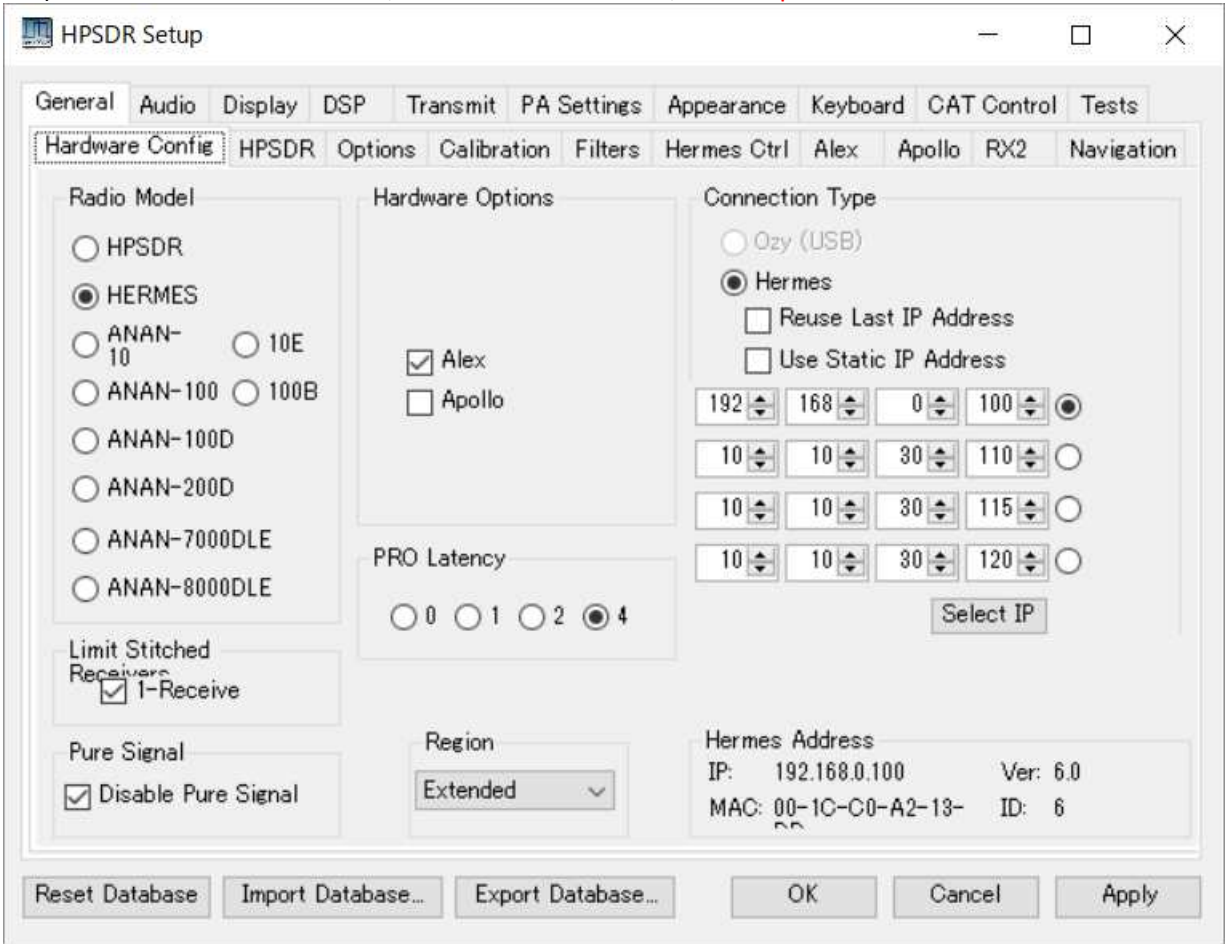 HPSDR Setup
General Audio Display DSP Transmit PA Settings Appearance Keyboard CAT Control Tests
Hardware Config HPSDR Options Calibration Filters Hermes Ctrl Alex Apollo RX2 Navigation
Radio Model
HPSDR
HERMES
ANAN-
10
10E
ANAN-100 100B
ANAN-100D
ANAN-200D
ANAN-7000DLE
ANAN-8000DLE
Limit Stitched
Receivers
1-Receive
Pure Signal
Disable Pure Signal
Hardware Options
Alex
Apollo
PRO Latency
0 1 2 4
Region
Extended
Connection Type
Ozy (USB)
Hermes
Reuse Last IP Address
Use Static IP Address
192 168 0 100
10 10 30 110
10 10 30 115
10 10 30 120
Select IP
Hermes Address
IP: 192.168.0.100 Ver: 6.0
MAC: 00-1C-C0-A2-13- ID: 6
Reset Database Import Database... Export Database... OK Cancel Apply